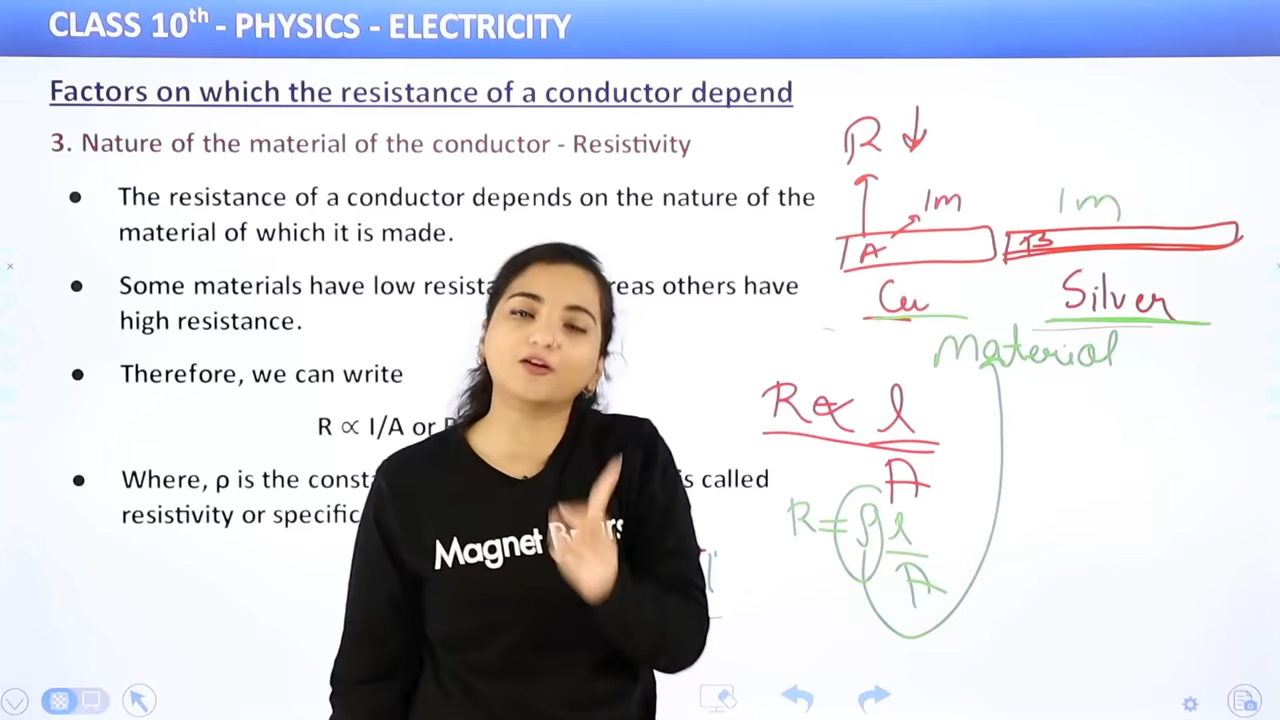 CLASS 10th - PHYSICS - ELECTRICITY
Factors on which the resistance of a conductor depend
3. Nature of the material of the conductor - Resistivity
The resistance of a conductor depends on the nature of the
material of which it is made.
Some materials have low resista eas others have
high resistance.
Therefore, we can write
R ∝ l/A or
Where, ρ is the const s called
resistivity or specific
Magnet
R ↓
1m 1m
A B
Cu Silver
Material
R ∝ l/A
R = ρ l/A